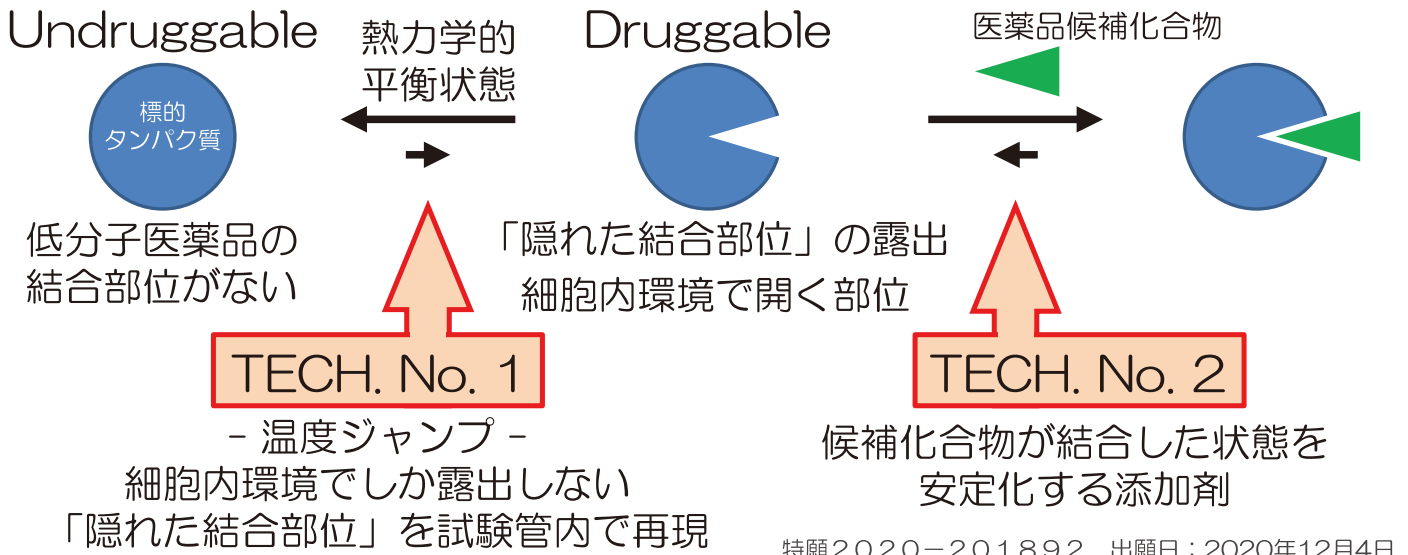 Undruggable
熱力学的
平衡状態
Druggable
医薬品候補化合物
標的
タンパク質
低分子医薬品の
結合部位がない
「隠れた結合部位」の露出
細胞内環境で開く部位
TECH. No. 1
- 温度ジャンプ -
細胞内環境でしか露出しない
「隠れた結合部位」を試験管内で再現
TECH. No. 2
候補化合物が結合した状態を
安定化する添加剤
特願2020-201892 出願日：2020年12月4日